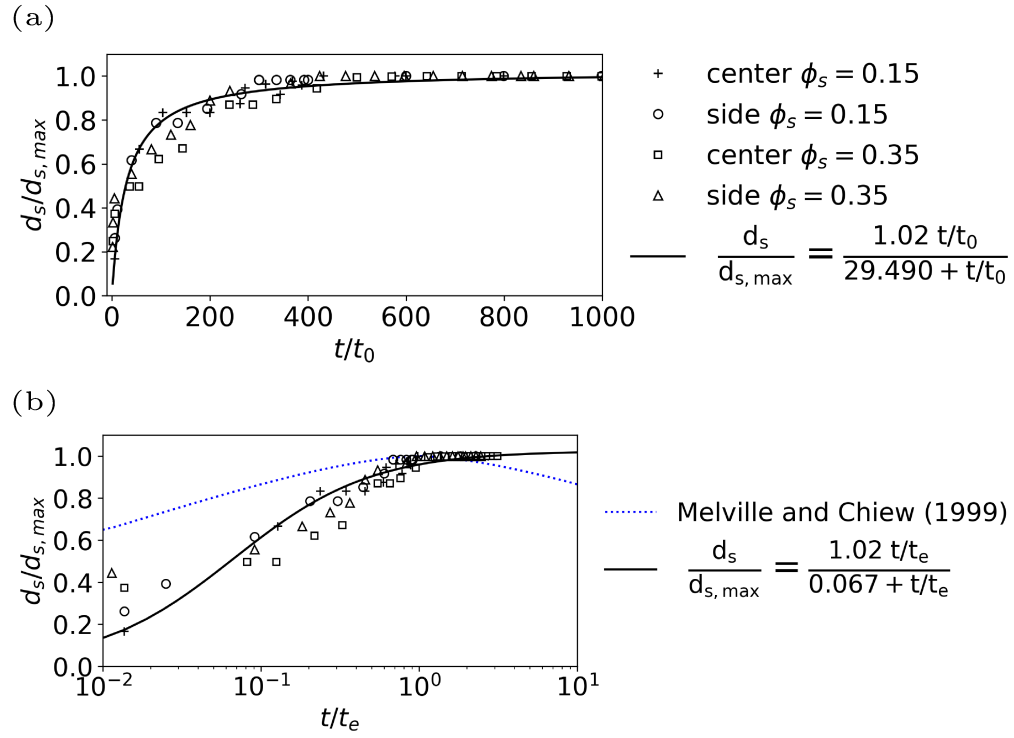 (a)
1.0
0.8
0.6
0.4
0.2
0.0
d_s/d_{s,max}
0 200 400 600 800 1000
t/t_0
center ϕ_s = 0.15
side ϕ_s = 0.15
center ϕ_s = 0.35
side ϕ_s = 0.35
d_s/d_{s,max} = 1.02 t/t_0 / 29.490 + t/t_0
(b)
1.0
0.8
0.6
0.4
0.2
0.0
d_s/d_{s,max}
10^{-2} 10^{-1} 10^0 10^1
t/t_e
Melville and Chiew (1999)
d_s/d_{s,max} = 1.02 t/t_e / 0.067 + t/t_e